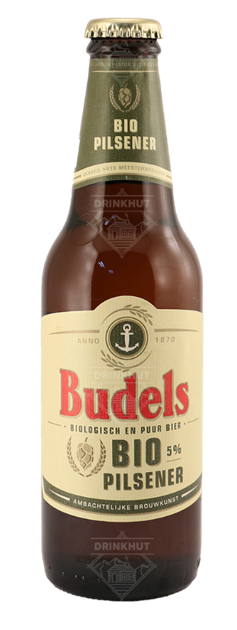 BIO
PILSENER
DRINKHUT
ANNO 1870
Budels
BIOLOGISCH EN PUUR BIER
BIO 5%
PILSENER
AMBACHTELIJKE BROUWKUNST
DRINKHUT